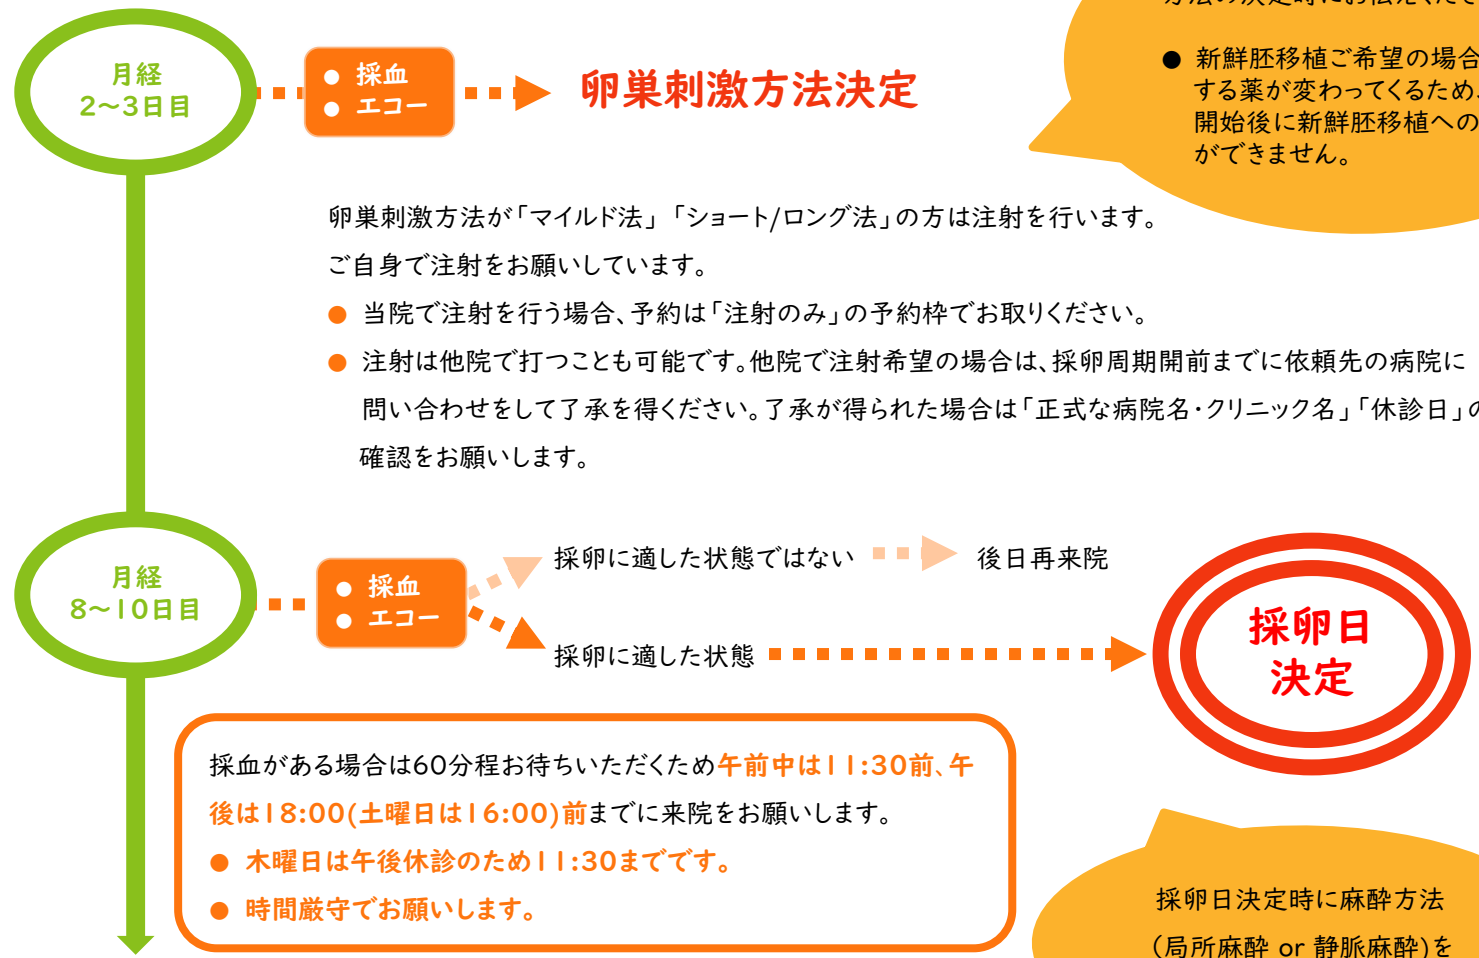 月経
2～3日目
● 採血
● エコー
卵巣刺激方法決定
● 新鮮胚移植ご希望の場合
する薬が変わってくるため、
開始後に新鮮胚移植への
ができません。
卵巣刺激方法が「マイルド法」「ショート/ロング法」の方は注射を行います。
ご自身で注射をお願いしています。
● 当院で注射を行う場合、予約は「注射のみ」の予約枠でお取りください。
● 注射は他院で打つことも可能です。他院で注射希望の場合は、採卵周期開前までに依頼先の病院に
問い合わせをして了承を得ください。了承が得られた場合は「正式な病院名・クリニック名」「休診日」の
確認をお願いします。
月経
8～10日目
● 採血
● エコー
採卵に適した状態ではない
後日再来院
採卵に適した状態
採卵日
決定
採血がある場合は60分程お待ちいただくため午前中は11:30前、午
後は18:00(土曜日は16:00)前までに来院をお願いします。
● 木曜日は午後休診のため11:30までです。
● 時間厳守でお願いします。
採卵日決定時に麻酔方法
(局所麻酔 or 静脈麻酔)を